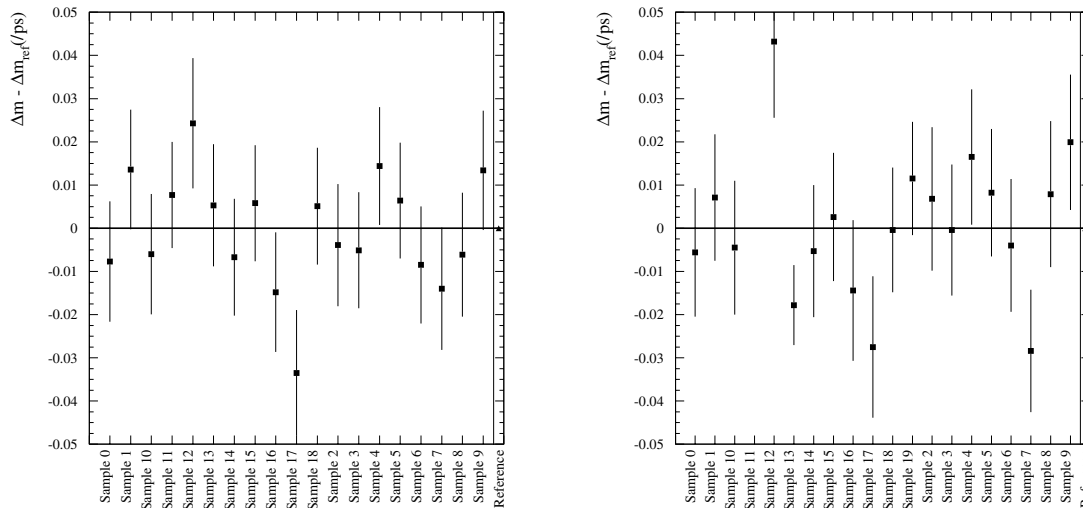 Δm - Δm_ref(/ps)
0.05
0.04
0.03
0.02
0.01
0
-0.01
-0.02
-0.03
-0.04
-0.05
Sample 0
Sample 1
Sample 10
Sample 11
Sample 12
Sample 13
Sample 14
Sample 15
Sample 16
Sample 17
Sample 18
Sample 2
Sample 3
Sample 4
Sample 5
Sample 6
Sample 7
Sample 8
Sample 9
Reference
Δm - Δm_ref(/ps)
0.05
0.04
0.03
0.02
0.01
0
-0.01
-0.02
-0.03
-0.04
-0.05
Sample 0
Sample 1
Sample 10
Sample 11
Sample 12
Sample 13
Sample 14
Sample 15
Sample 16
Sample 17
Sample 18
Sample 19
Sample 2
Sample 3
Sample 4
Sample 5
Sample 6
Sample 7
Sample 8
Sample 9